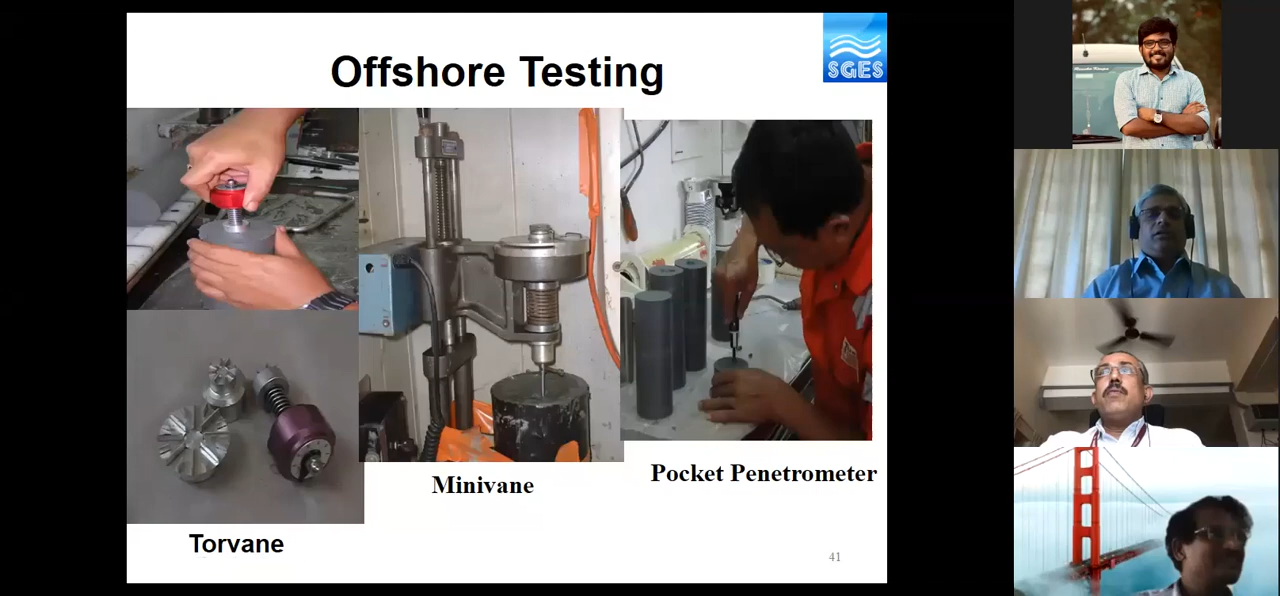 Offshore Testing
SGES
Minivane
Pocket Penetrometer
Torvane
41